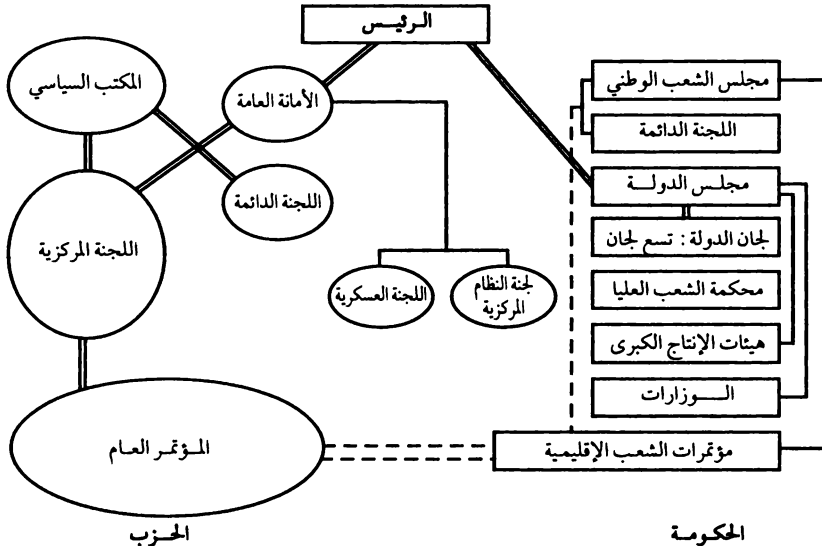 الرئيس
المكتب السياسي
الأمانة العامة
اللجنة الدائمة
اللجنة المركزية
اللجنة العسكرية
لجنة النظام
المركزية
المؤتمر العام
الحزب
مجلس الشعب الوطني
اللجنة الدائمة
مجلس الدولة
لجان الدولة : تسع لجان
محكمة الشعب العليا
هيئات الإنتاج الكبرى
الوزارات
مؤتمرات الشعب الإقليمية
الحكومة